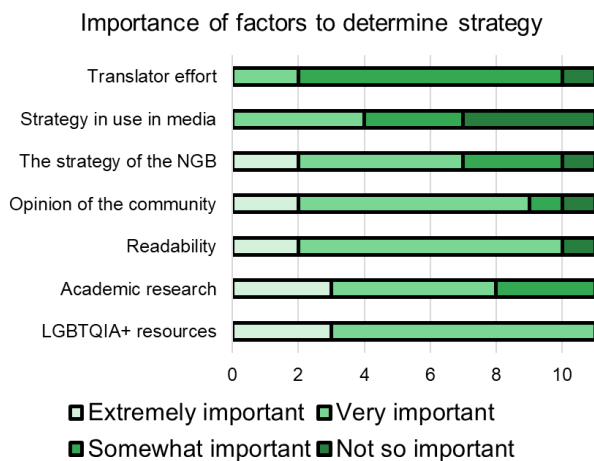 Importance of factors to determine strategy
Translator effort
Strategy in use in media
The strategy of the NGB
Opinion of the community
Readability
Academic research
LGBTQIA+ resources
0 2 4 6 8 10
Extremely important Very important
Somewhat important Not so important